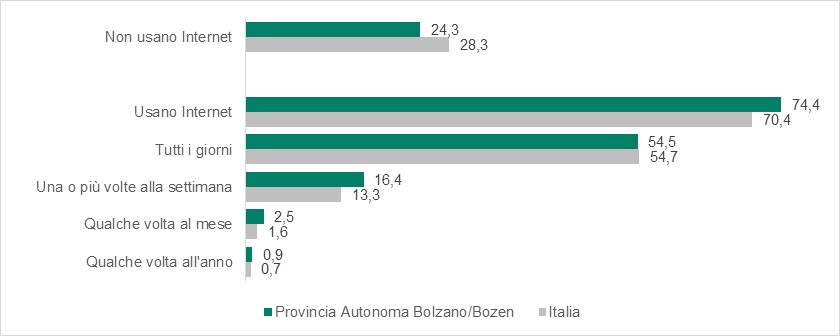 Non usano Internet
24,3
28,3
Usano Internet
74,4
70,4
Tutti i giorni
54,5
54,7
Una o più volte alla settimana
16,4
13,3
Qualche volta al mese
2,5
1,6
Qualche volta all'anno
0,9
0,7
Provincia Autonoma Bolzano/Bozen Italia